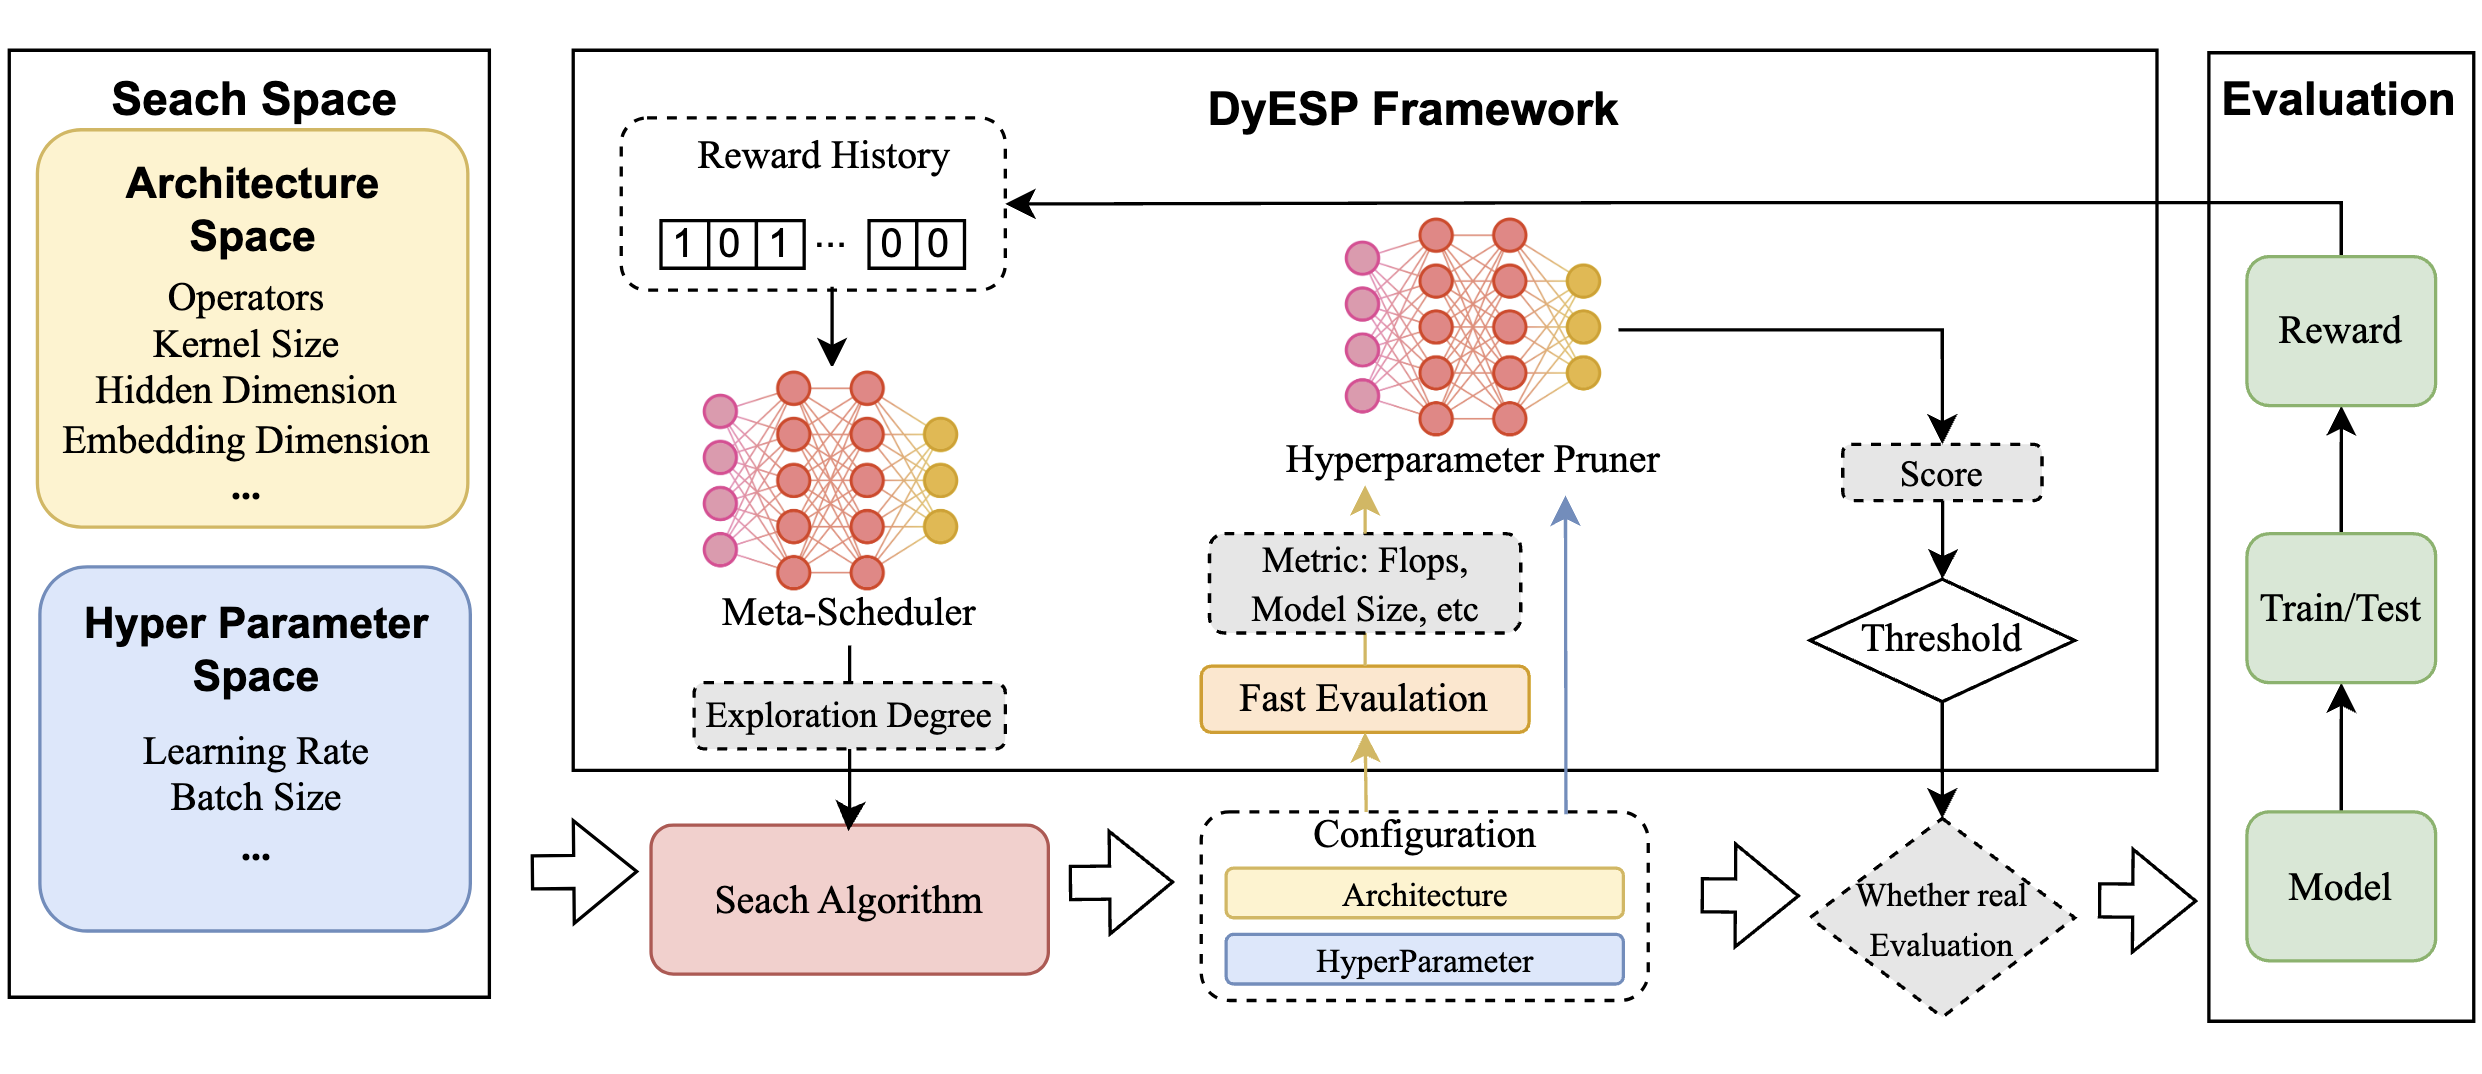 Seach Space
Architecture
Space
Operators
Kernel Size
Hidden Dimension
Embedding Dimension
...
Hyper Parameter
Space
Learning Rate
Batch Size
...
DyESP Framework
Reward History
1 0 1 ... 0 0
Meta-Scheduler
Exploration Degree
Seach Algorithm
Hyperparameter Pruner
Metric: Flops,
Model Size, etc
Fast Evaulation
Configuration
Architecture
HyperParameter
Score
Threshold
Whether real
Evaluation
Evaluation
Reward
Train/Test
Model